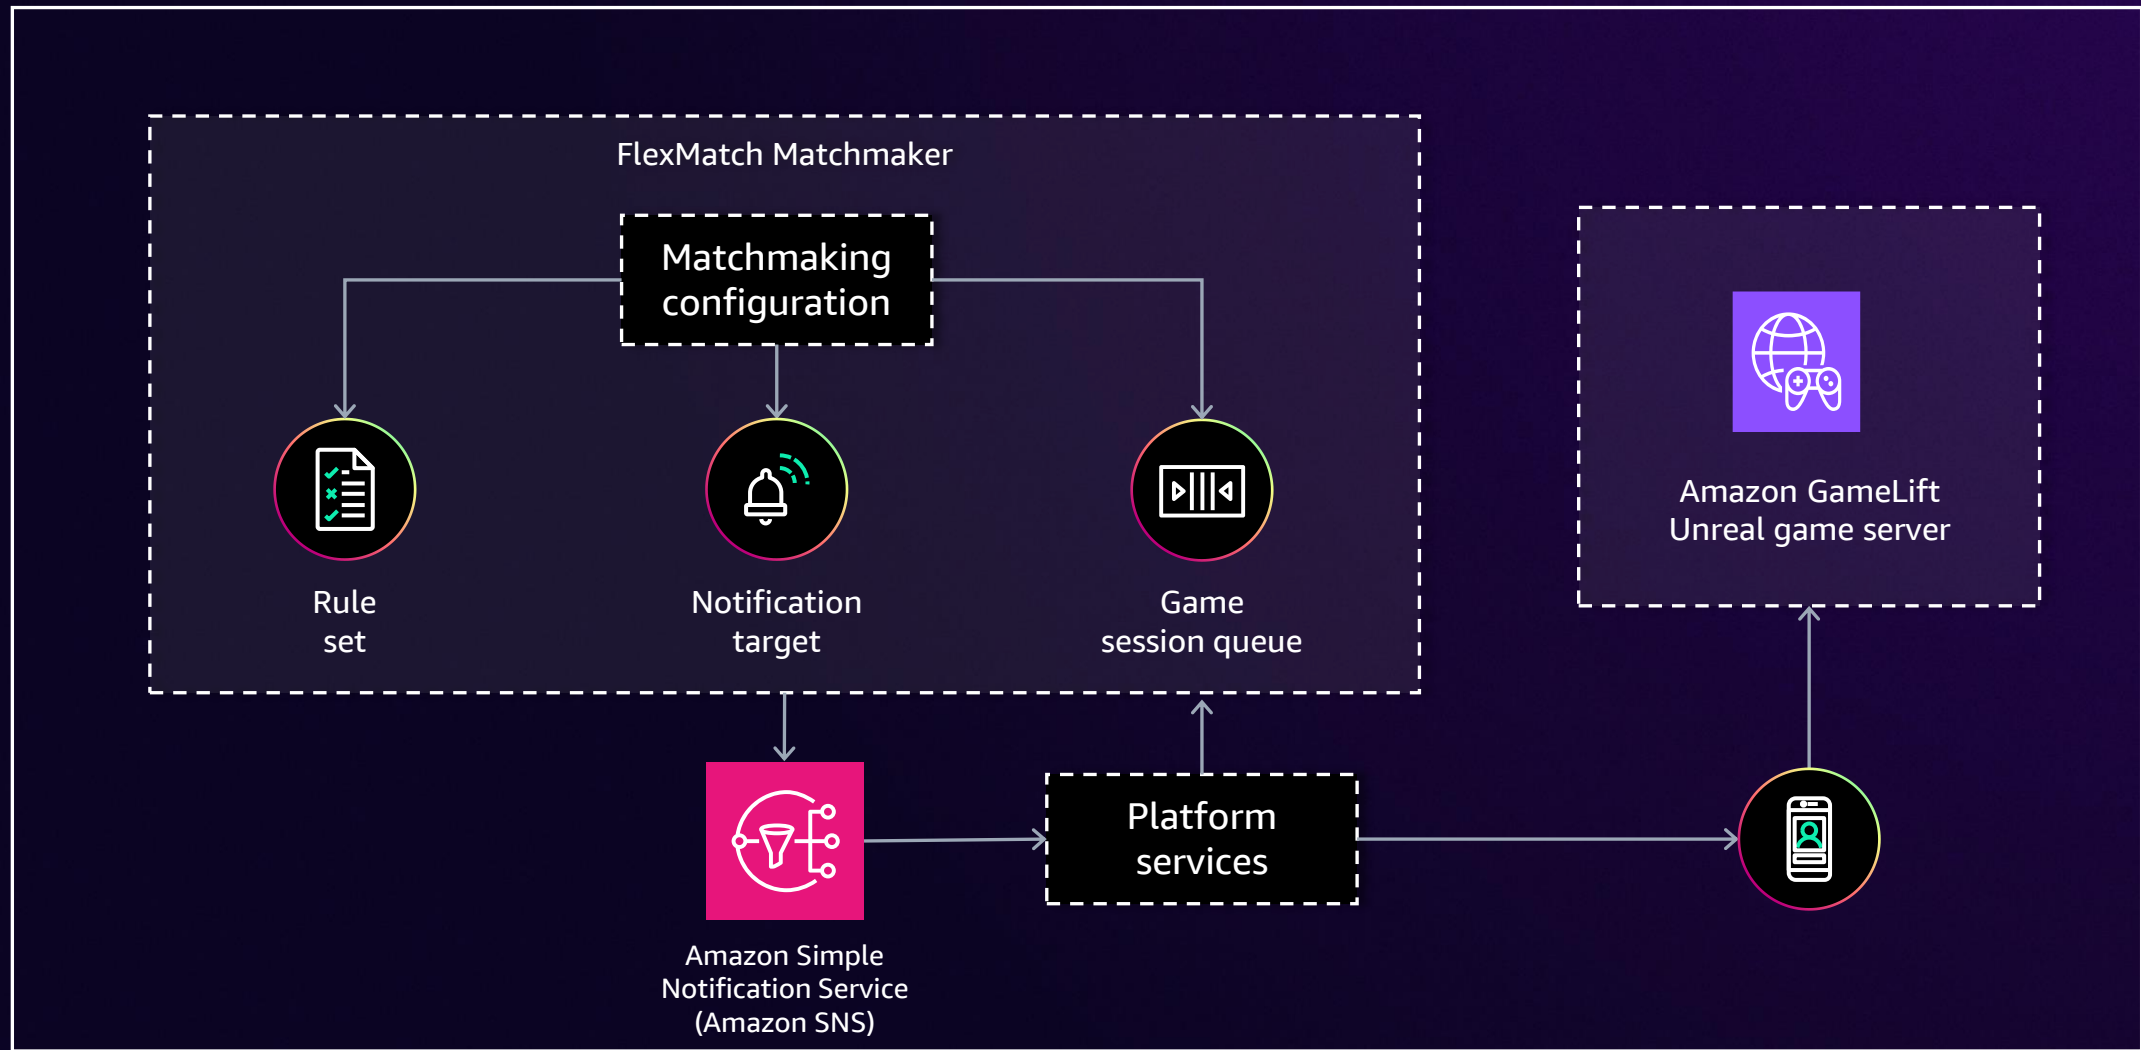 FlexMatch Matchmaker
Matchmaking
configuration
Rule
set
Notification
target
Game
session queue
Amazon GameLift
Unreal game server
Platform
services
Amazon Simple
Notification Service
(Amazon SNS)